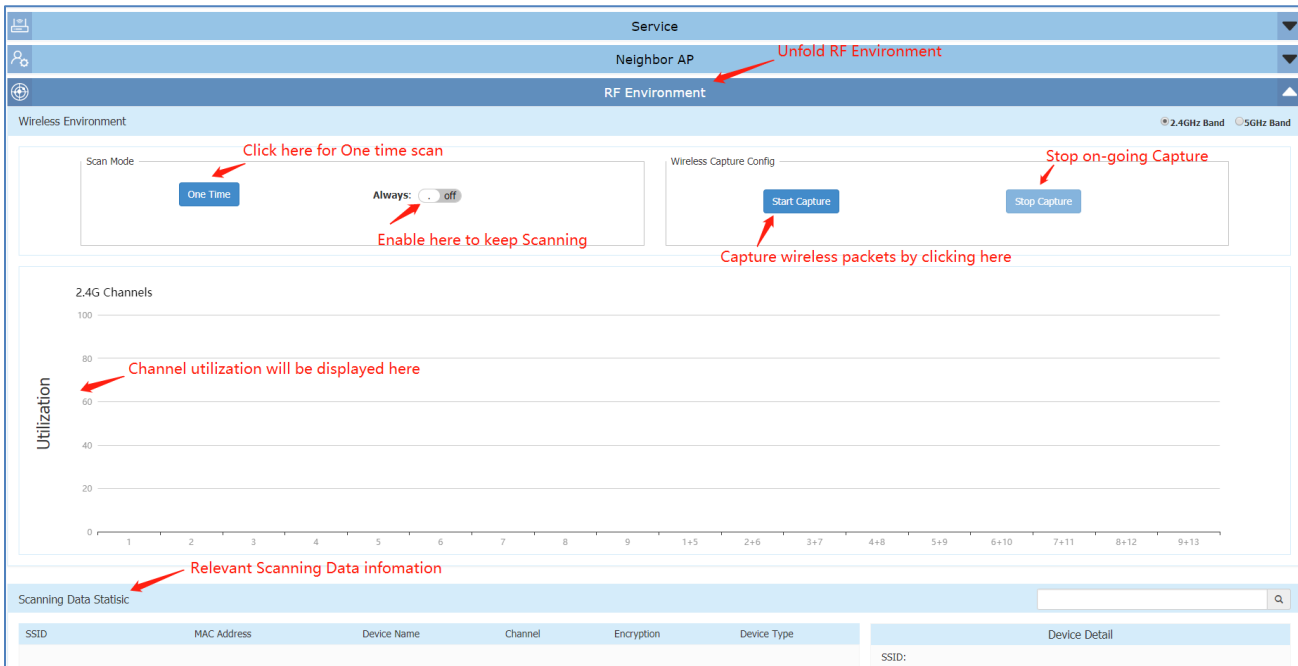 Service
Neighbor AP
Unfold RF Environment
RF Environment
Wireless Environment
2.4GHz Band 5GHz Band
Scan Mode
Click here for One time scan
One Time
Always: . off
Enable here to keep Scanning
Wireless Capture Config
Stop on-going Capture
Start Capture
Stop Capture
Capture wireless packets by clicking here
2.4G Channels
100
80
Channel utilization will be displayed here
60
Utilization
40
20
0
1 2 3 4 5 6 7 8 9 1+5 2+6 3+7 4+8 5+9 6+10 7+11 8+12 9+13
Relevant Scanning Data infomation
Scanning Data Statisic
SSID MAC Address Device Name Channel Encryption Device Type
Device Detail
SSID: